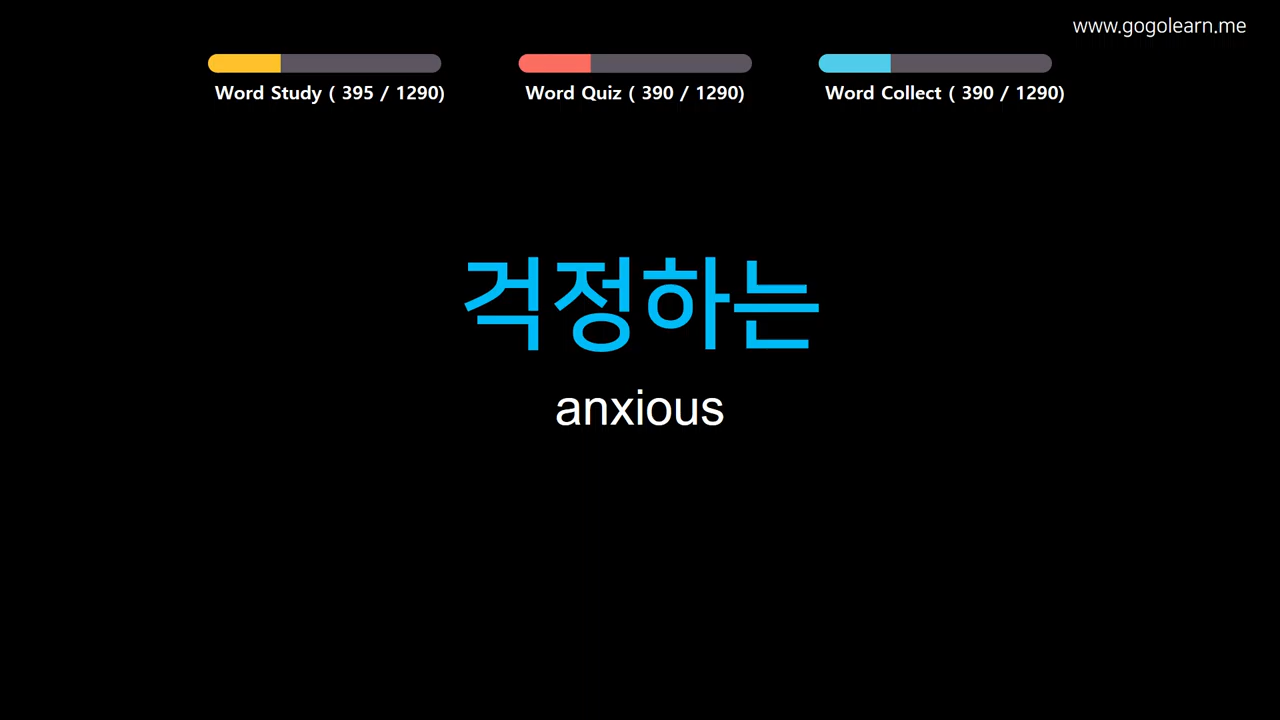 www.gogolearn.me
Word Study ( 395 / 1290)
Word Quiz ( 390 / 1290)
Word Collect ( 390 / 1290)
걱정하는
anxious